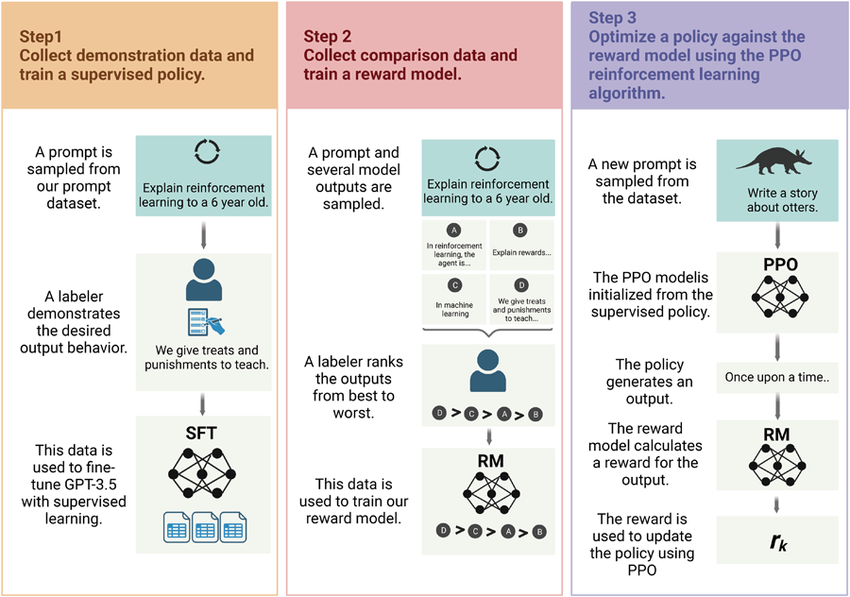 Step1
Collect demonstration data and
train a supervised policy.
A prompt is
sampled from
our prompt
dataset.
Explain reinforcement
learning to a 6 year old.
A labeler
demonstrates
the desired
output behavior.
We give treats and
punishments to teach.
This data is
used to fine-
tune GPT-3.5
with supervised
learning.
SFT
Step 2
Collect comparison data and
train a reward model.
A prompt and
several model
outputs are
sampled.
Explain reinforcement
learning to a 6 year old.
A
In reinforcement
learning, the
agent is...
B
Explain rewards...
C
In machine
learning
D
We give treats
and punishments
to teach...
A labeler ranks
the outputs
from best to
worst.
D > C > A > B
This data is
used to train our
reward model.
RM
D > C > A > B
Step 3
Optimize a policy against the
reward model using the PPO
reinforcement learning
algorithm.
A new prompt is
sampled from
the dataset.
Write a story
about otters.
The PPO modelis
initialized from the
supervised policy.
PPO
The policy
generates an
output.
Once upon a time..
The reward
model calculates
a reward for the
output.
RM
The reward is
used to update
the policy using
PPO
rk